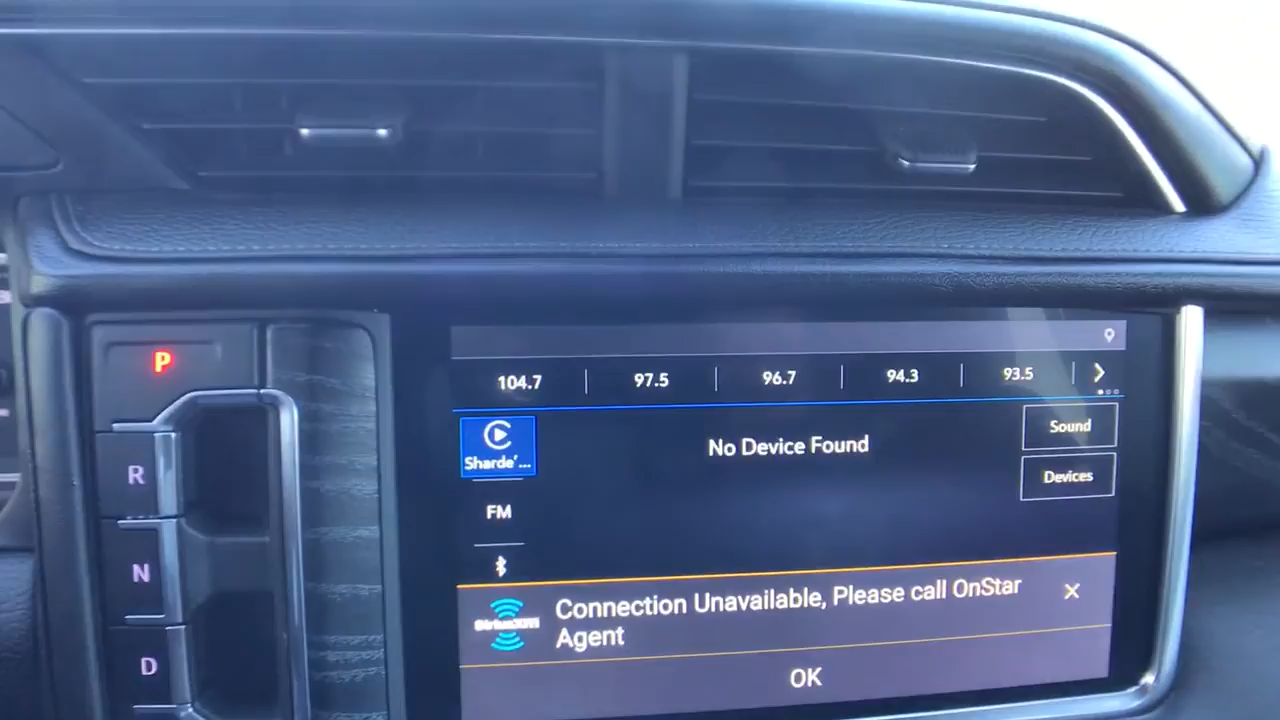 P
R
N
D
104.7
97.5
96.7
94.3
93.5
Sharde'...
FM
No Device Found
Sound
Devices
SiriusXM
Connection Unavailable, Please call OnStar
Agent
OK